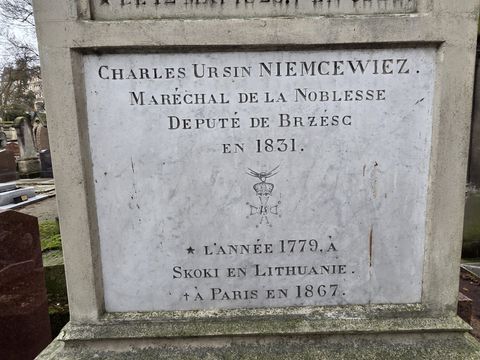 CHARLES URSIN NIEMCEWIEZ.
MARÉCHAL DE LA NOBLESSE
DEPUTÉ DE BRZÉSC
EN 1831.
★ L'ANNÉE 1779. À
SKOKI EN LITHUANIE.
† À PARIS EN 1867.